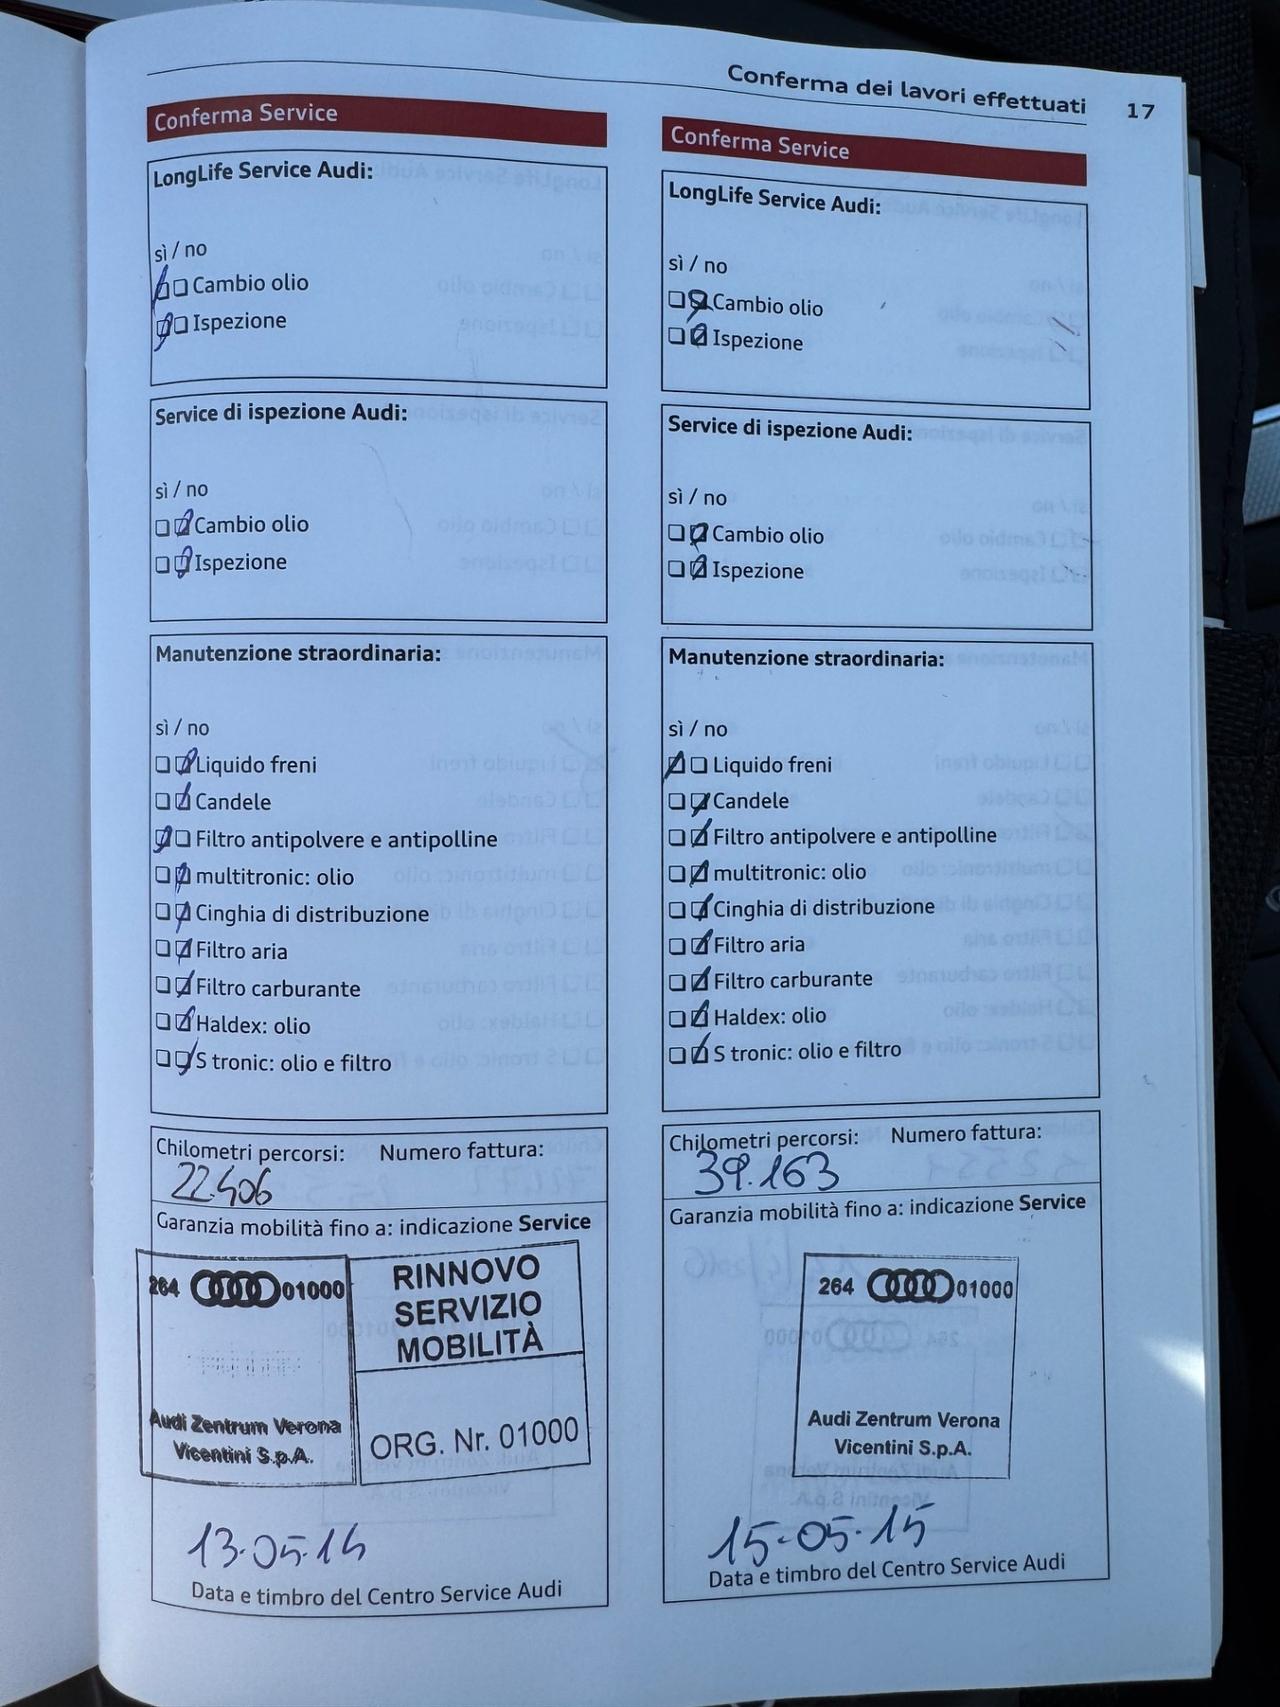 Conferma dei lavori effettuati 17
Conferma Service
LongLife Service Audi:
sì / no
Cambio olio
Ispezione
Service di ispezione Audi:
sì / no
Cambio olio
Ispezione
Manutenzione straordinaria:
sì / no
Liquido freni
Candele
Filtro antipolvere e antipolline
multitronic: olio
Cinghia di distribuzione
Filtro aria
Filtro carburante
Haldex: olio
S tronic: olio e filtro
Chilometri percorsi: Numero fattura:
22.406
Garanzia mobilità fino a: indicazione Service
264 01000
Audi Zentrum Verona
Vicentini S.p.A.
RINNOVO
SERVIZIO
MOBILITÀ
ORG. Nr. 01000
13.05.14
Data e timbro del Centro Service Audi
Conferma Service
LongLife Service Audi:
sì / no
Cambio olio
Ispezione
Service di ispezione Audi:
sì / no
Cambio olio
Ispezione
Manutenzione straordinaria:
sì / no
Liquido freni
Candele
Filtro antipolvere e antipolline
multitronic: olio
Cinghia di distribuzione
Filtro aria
Filtro carburante
Haldex: olio
S tronic: olio e filtro
Chilometri percorsi: Numero fattura:
39.163
Garanzia mobilità fino a: indicazione Service
264 01000
Audi Zentrum Verona
Vicentini S.p.A.
15-05-15
Data e timbro del Centro Service Audi